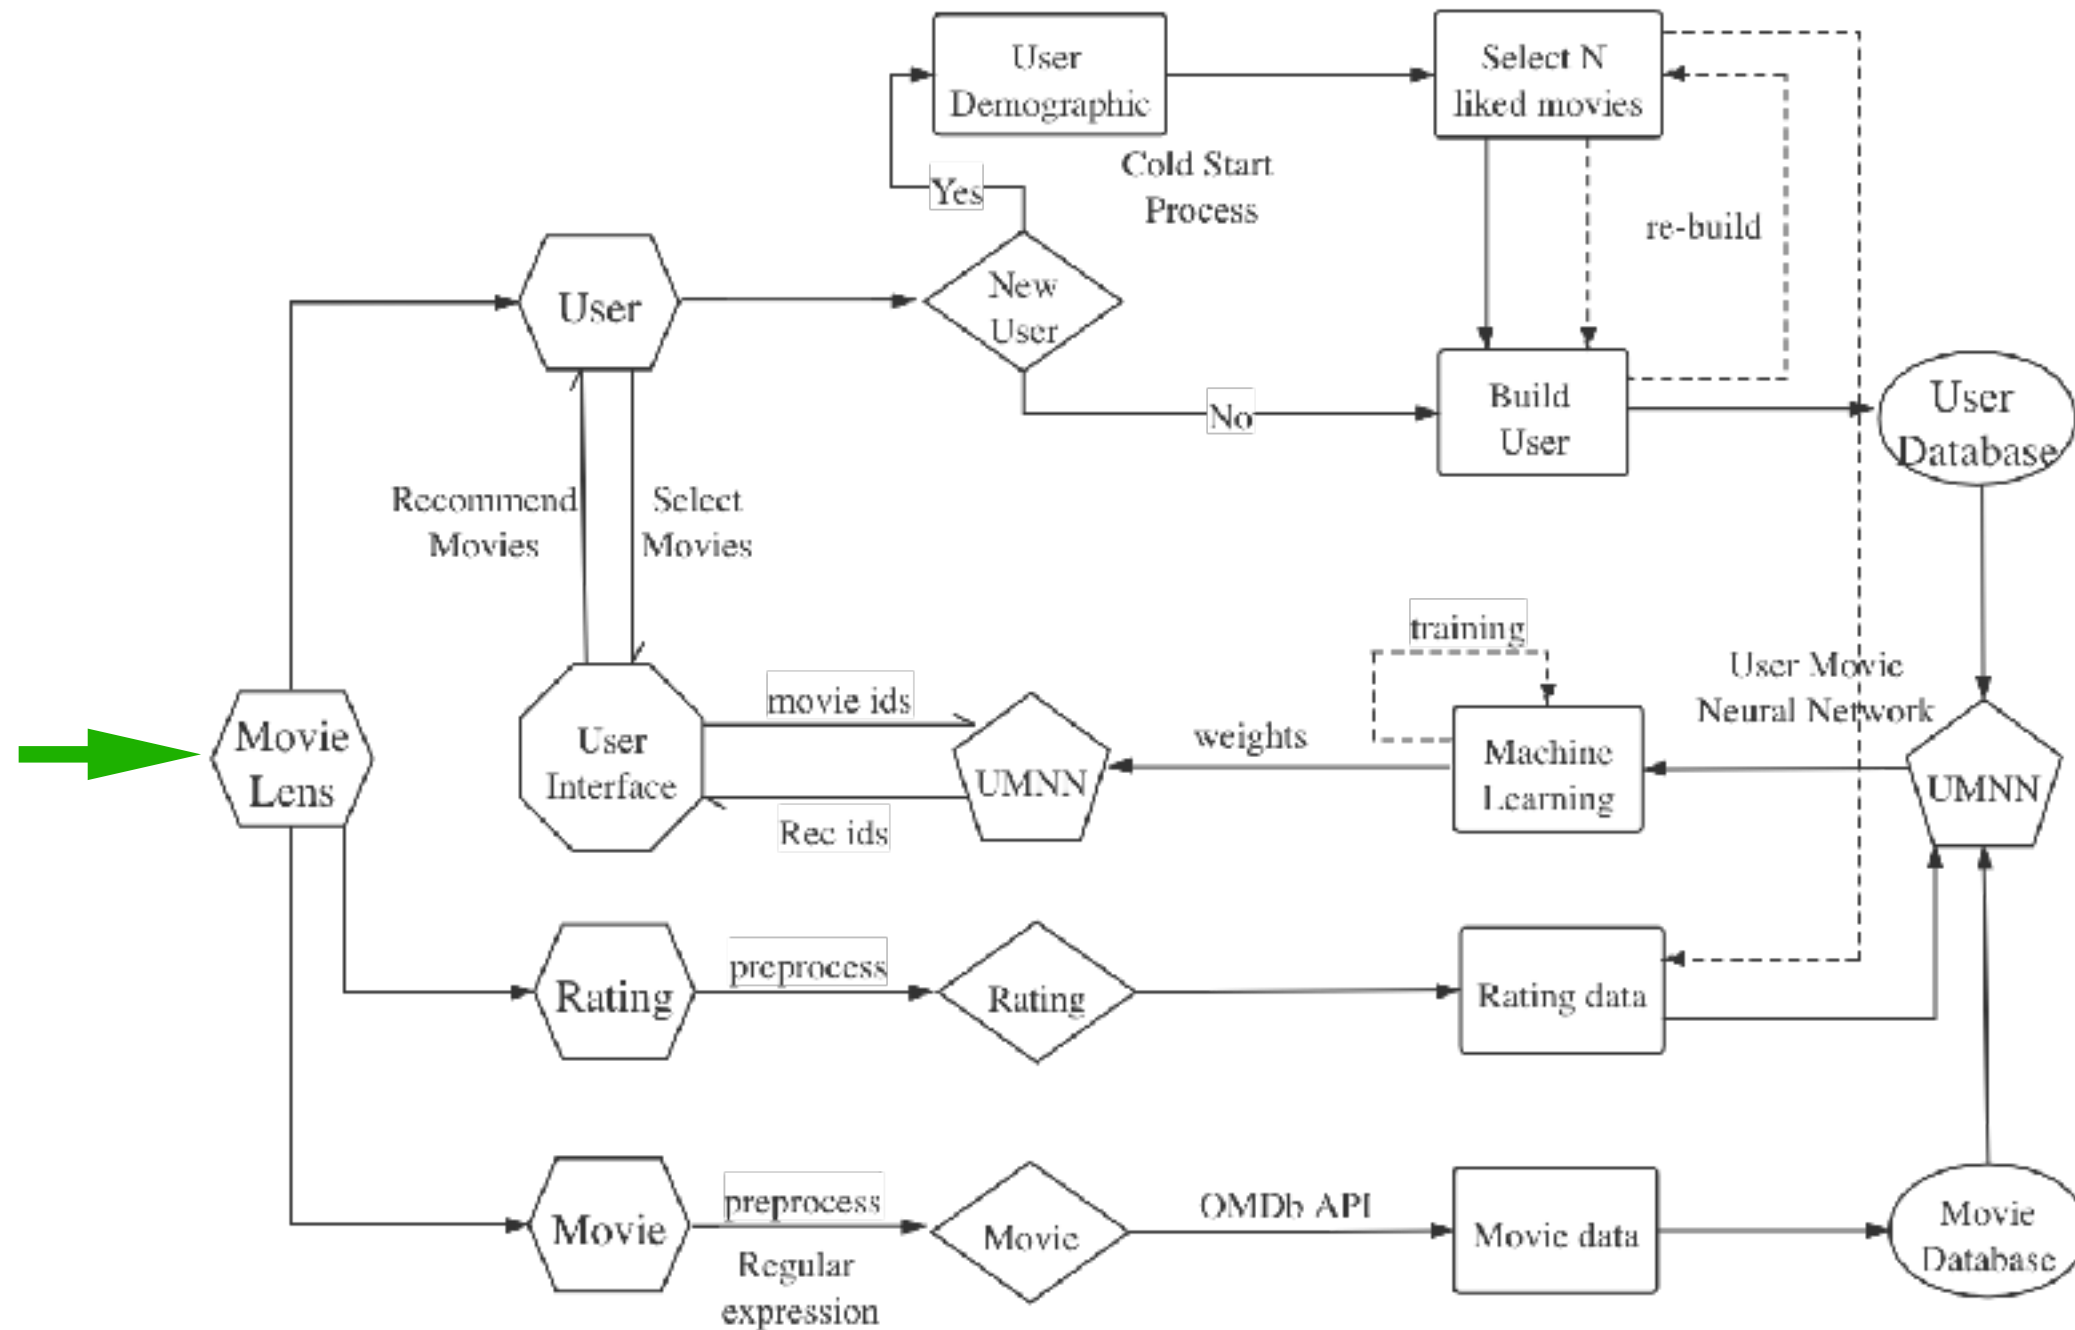 User
Demographic
Select N
liked movies
Cold Start
Process
Yes
re-build
User
New
User
No
Build
User
User
Database
Recommend
Movies
Select
Movies
training
User Movie
Neural Network
movie ids
weights
Movie
Lens
User
Interface
UMNN
Machine
Learning
UMNN
Rec ids
Rating
preprocess
Rating
Rating data
Movie
preprocess
Regular
expression
Movie
OMDb API
Movie data
Movie
Database